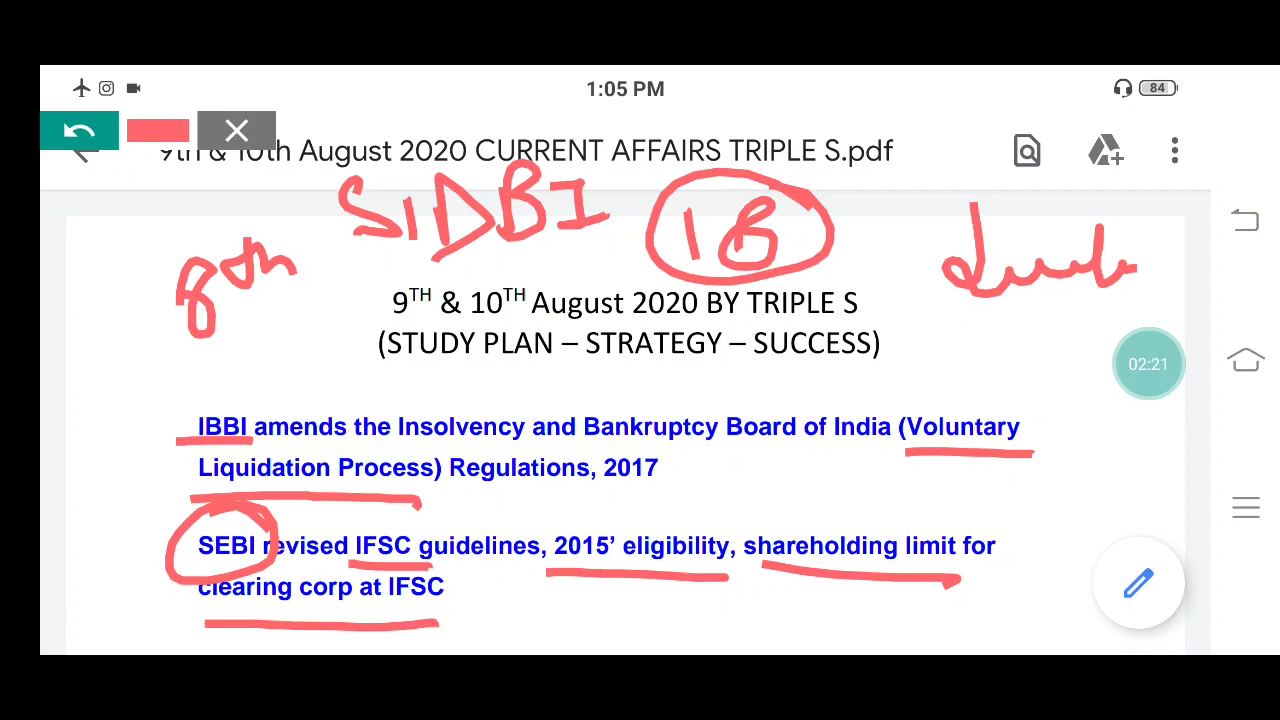 1:05 PM
84
9th & 10th August 2020 CURRENT AFFAIRS TRIPLE S.pdf
SIDBI 18
8th
9TH & 10TH August 2020 BY TRIPLE S
(STUDY PLAN – STRATEGY – SUCCESS)
02:21
IBBI amends the Insolvency and Bankruptcy Board of India (Voluntary
Liquidation Process) Regulations, 2017
SEBI revised IFSC guidelines, 2015’ eligibility, shareholding limit for
clearing corp at IFSC